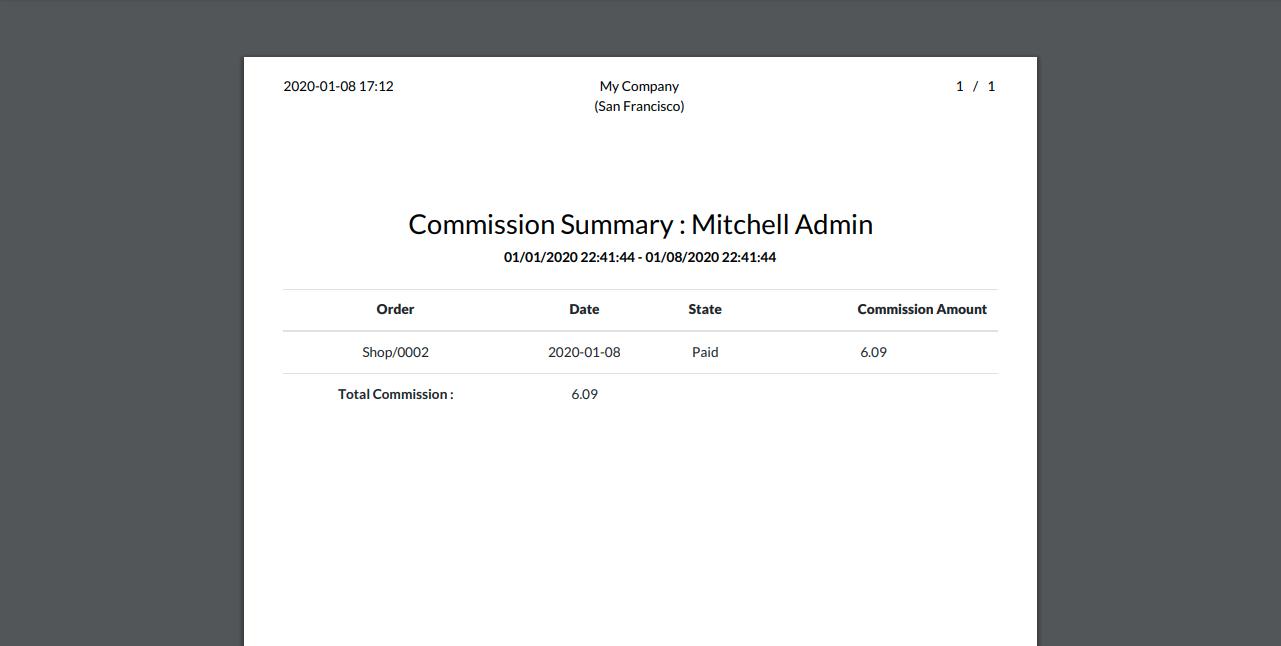 2020-01-08 17:12 My Company 1 / 1
(San Francisco)
Commission Summary : Mitchell Admin
01/01/2020 22:41:44 - 01/08/2020 22:41:44
Order Date State Commission Amount
Shop/0002 2020-01-08 Paid 6.09
Total Commission : 6.09